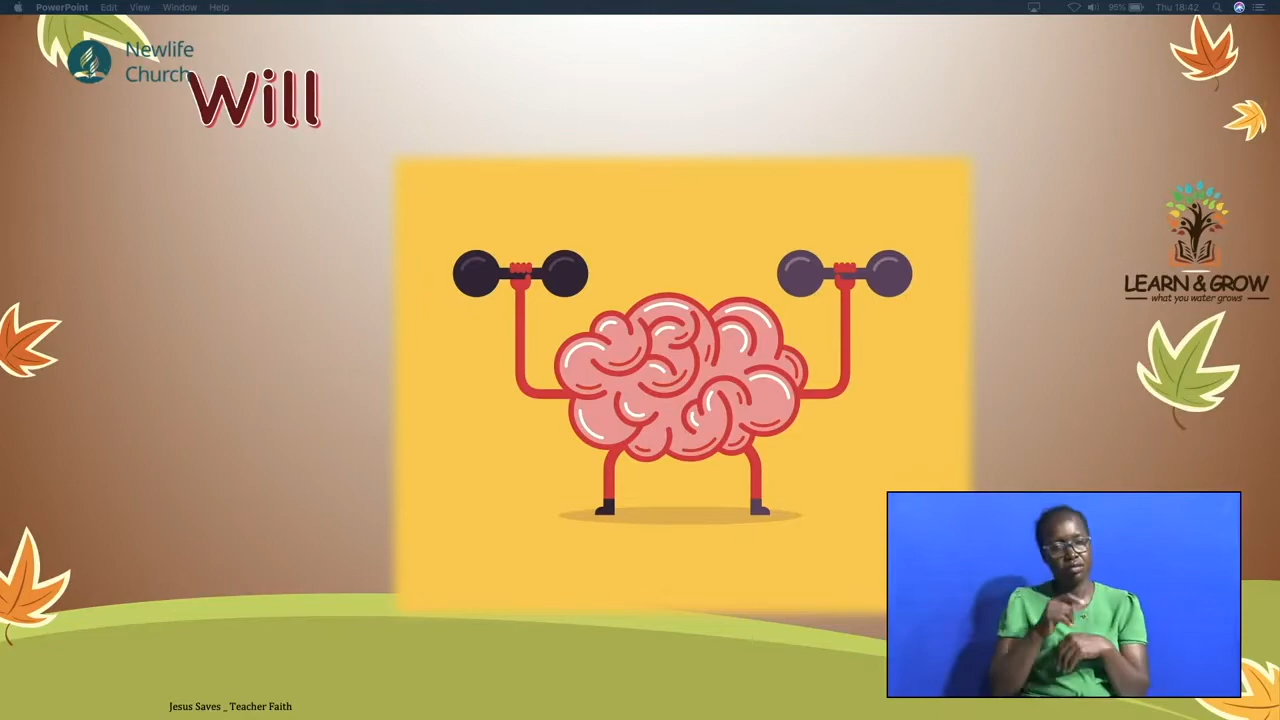 PowerPoint Edit View Window Help
95% Thu 18:42
Newlife
Church
Will
LEARN & GROW
what you water grows
Jesus Saves _ Teacher Faith